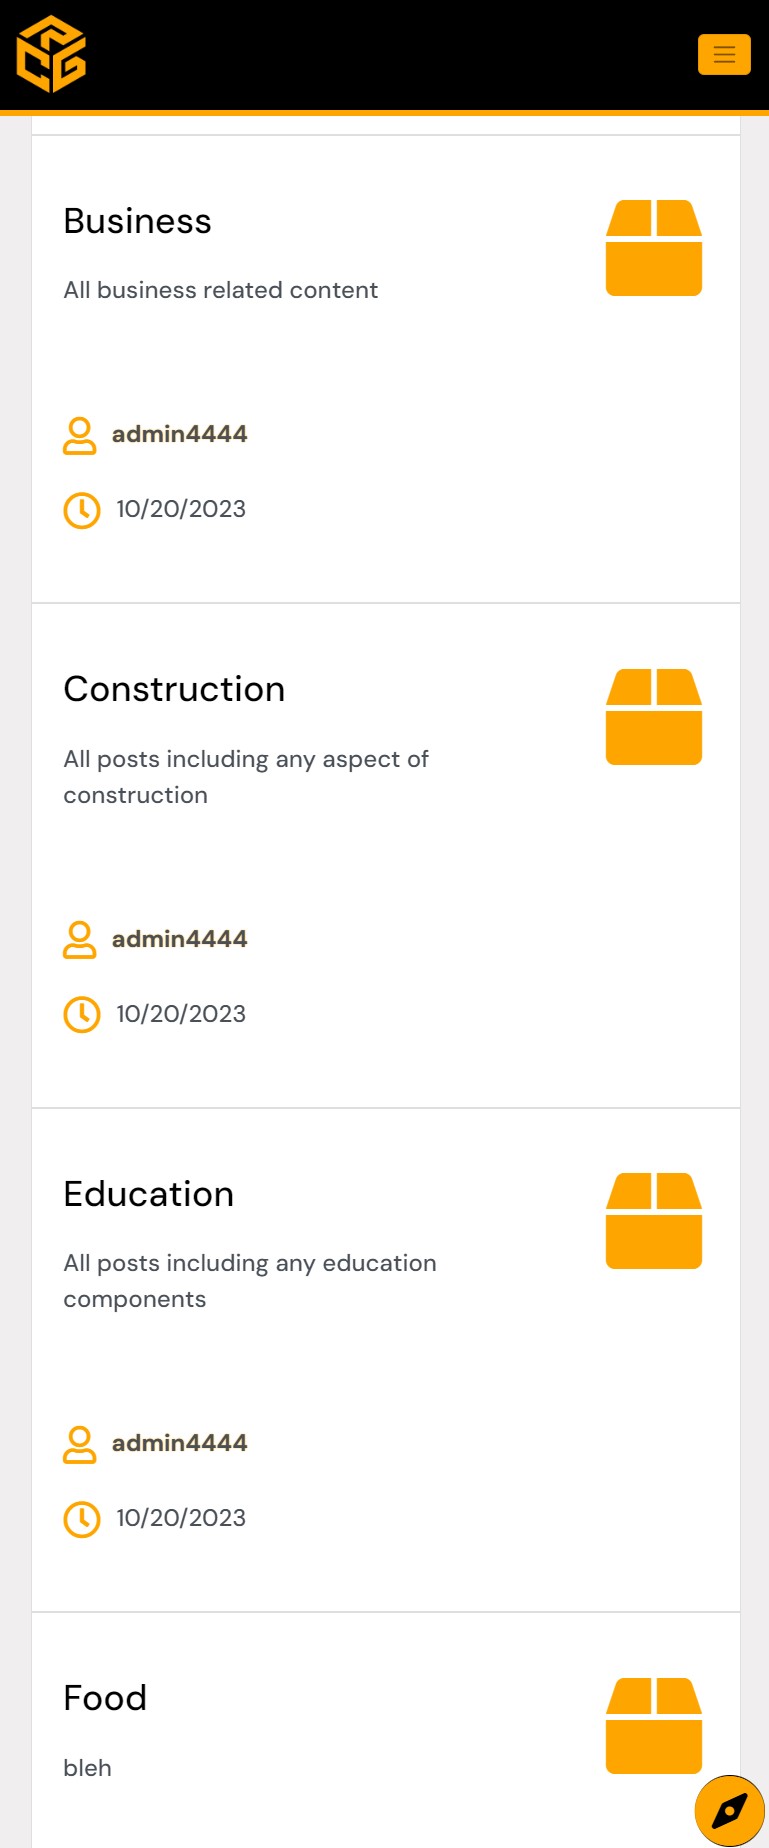 Business
All business related content
admin4444
10/20/2023
Construction
All posts including any aspect of
construction
admin4444
10/20/2023
Education
All posts including any education
components
admin4444
10/20/2023
Food
bleh